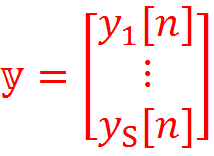 y₁[n]
𝕪 = ⋮
y_S[n]